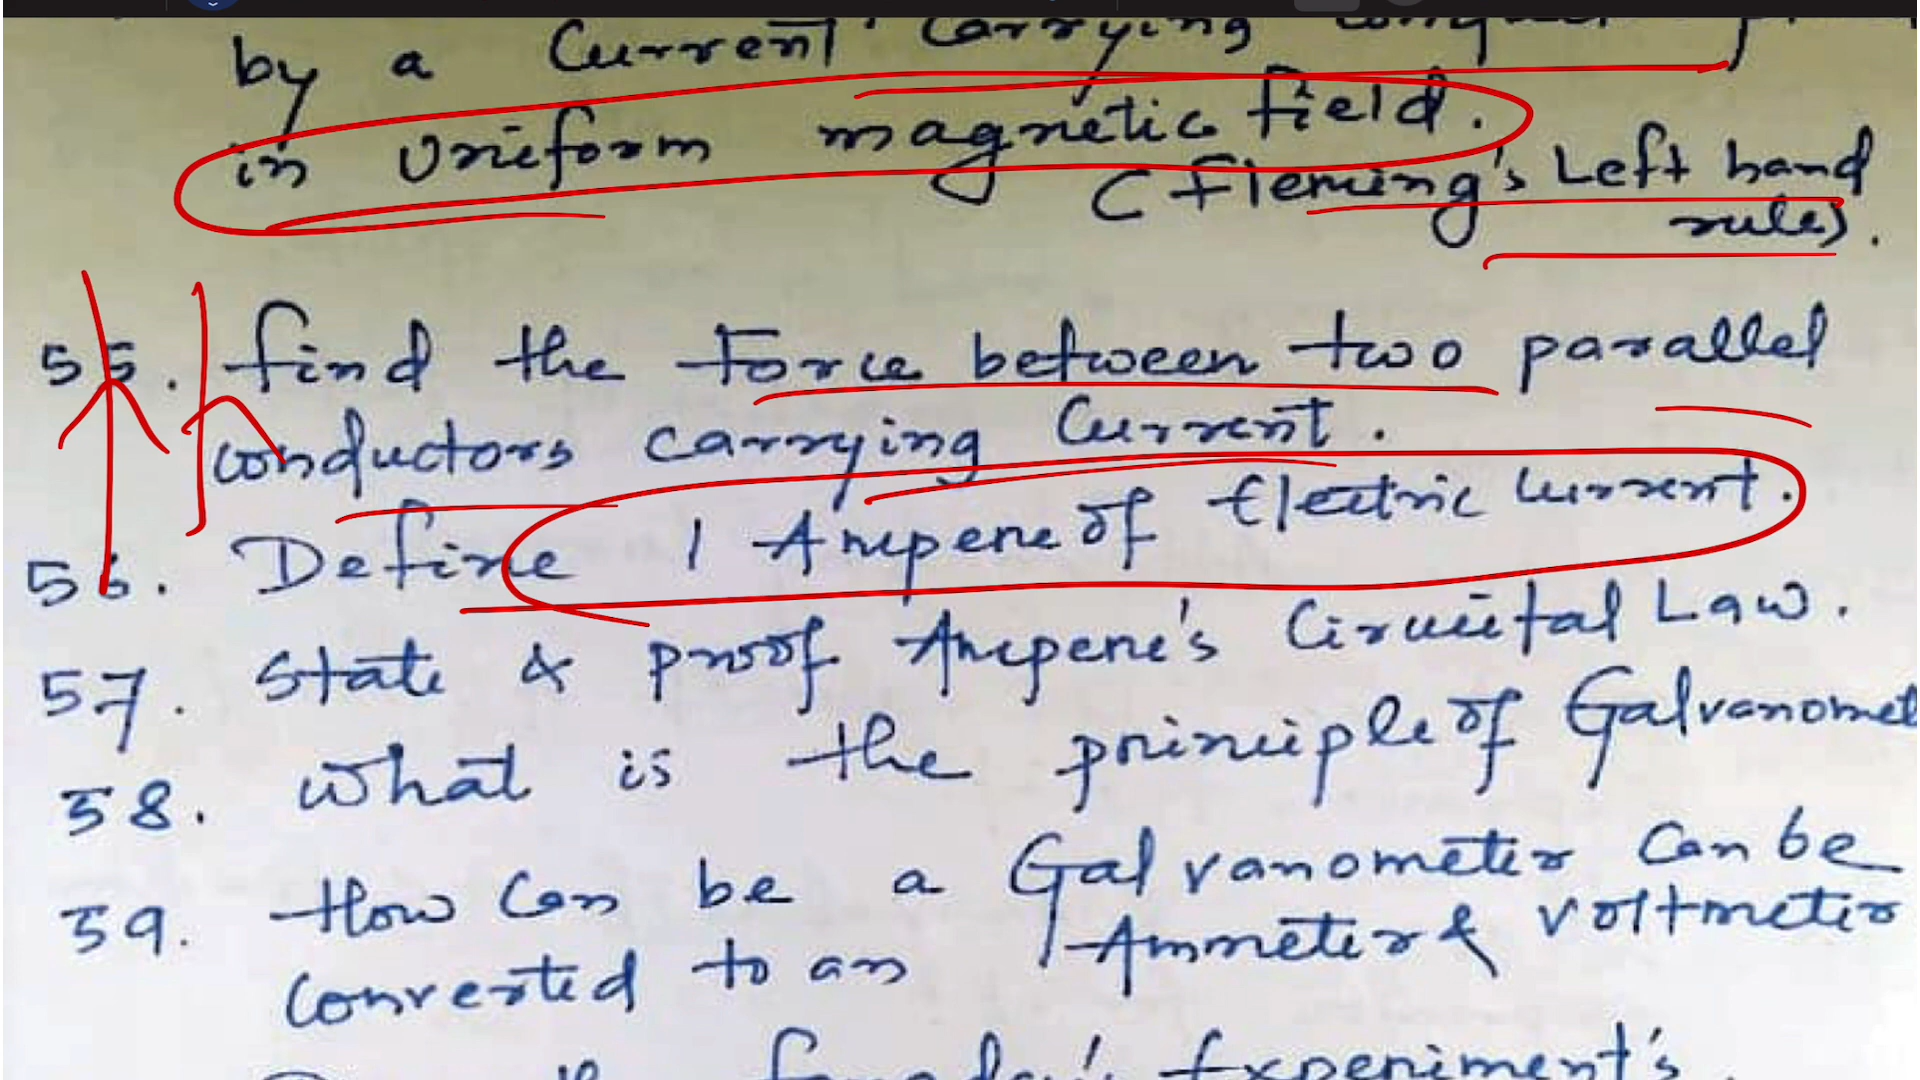 by a Current Carrying
in Uniform magnetic field.
(Fleming's Left hand
rules).
55. find the Force between two parallel
conductors carrying Current.
56. Define 1 Ampere of Electric Current.
57. State & proof Ampere's Circuital Law.
58. What is the principle of Galvanomet
59. How Can be a Galvanometer Can be
Converted to an Ammeter & voltmeter
Experiment's.